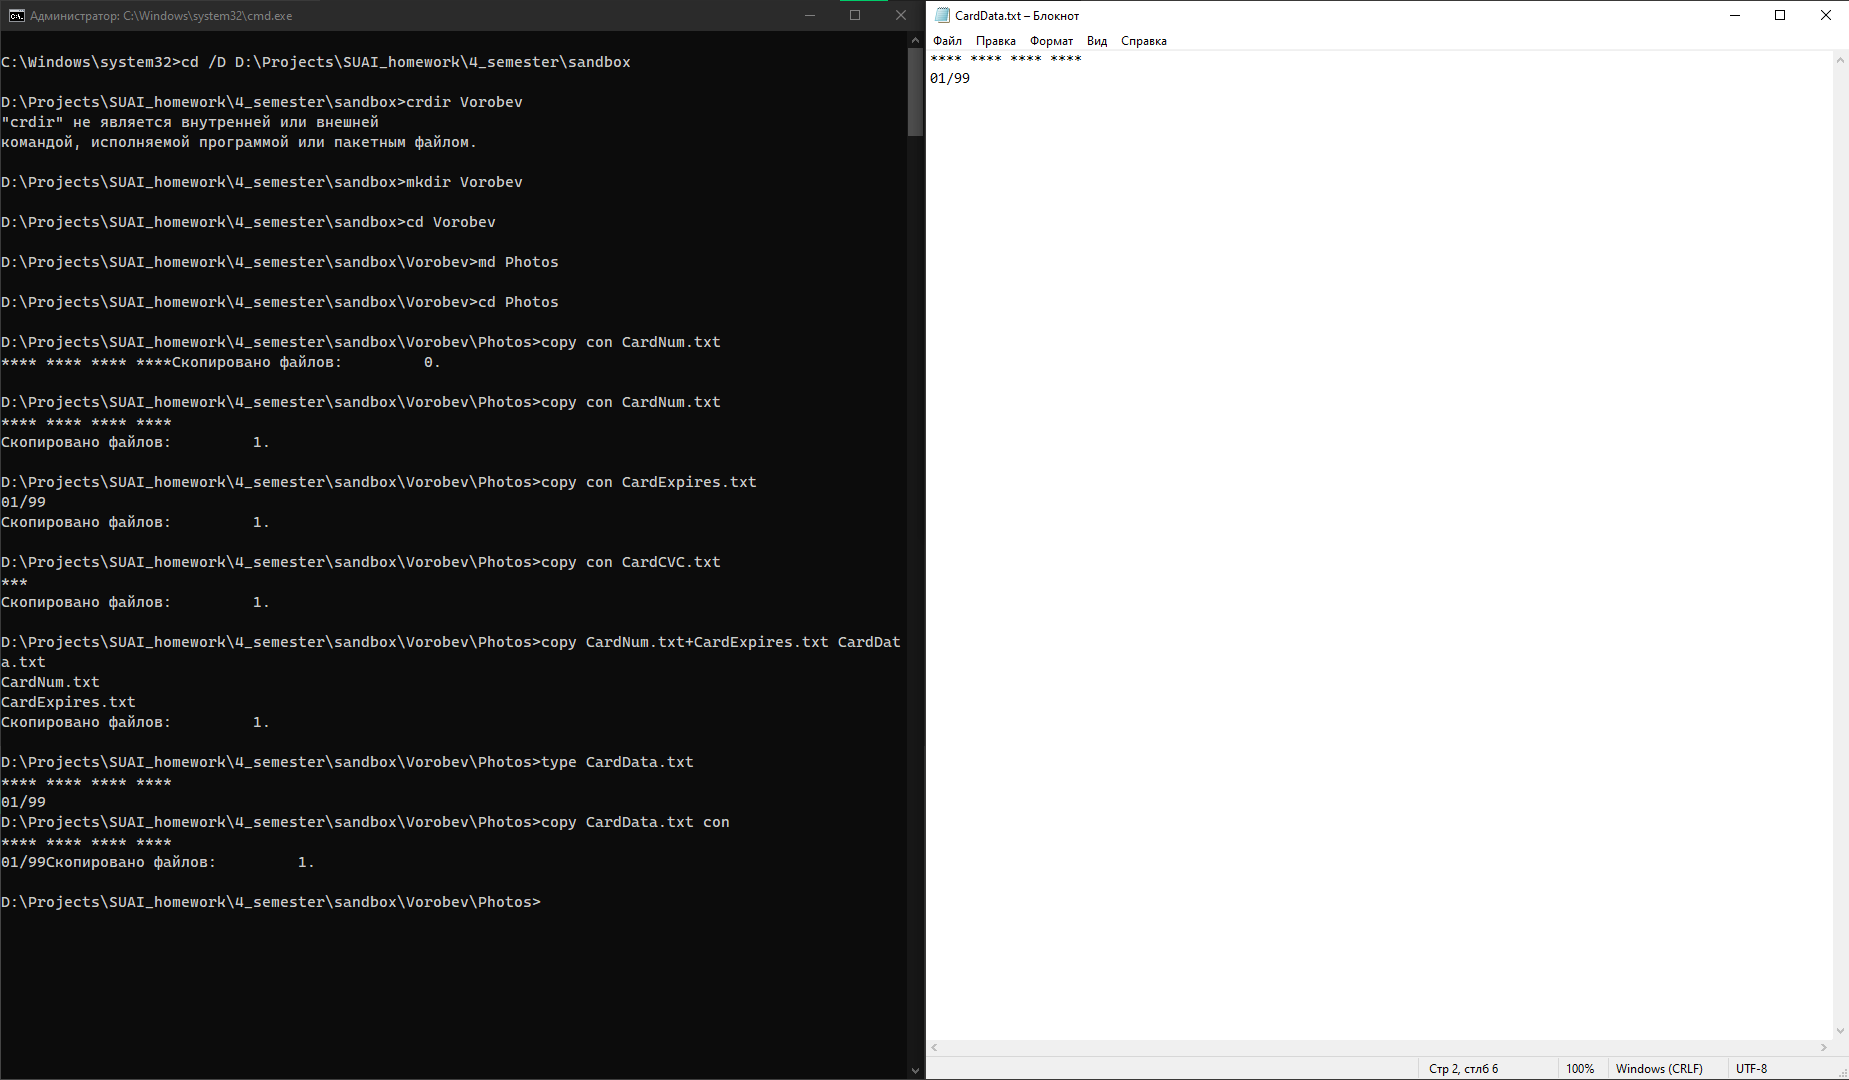 Администратор: C:\Windows\system32\cmd.exe
C:\Windows\system32>cd /D D:\Projects\SUAI_homework\4_semester\sandbox
D:\Projects\SUAI_homework\4_semester\sandbox>crdir Vorobev
"crdir" не является внутренней или внешней
командой, исполняемой программой или пакетным файлом.
D:\Projects\SUAI_homework\4_semester\sandbox>mkdir Vorobev
D:\Projects\SUAI_homework\4_semester\sandbox>cd Vorobev
D:\Projects\SUAI_homework\4_semester\sandbox\Vorobev>md Photos
D:\Projects\SUAI_homework\4_semester\sandbox\Vorobev>cd Photos
D:\Projects\SUAI_homework\4_semester\sandbox\Vorobev\Photos>copy con CardNum.txt
**** **** **** ****Скопировано файлов:         0.
D:\Projects\SUAI_homework\4_semester\sandbox\Vorobev\Photos>copy con CardNum.txt
**** **** **** ****
Скопировано файлов:         1.
D:\Projects\SUAI_homework\4_semester\sandbox\Vorobev\Photos>copy con CardExpires.txt
01/99
Скопировано файлов:         1.
D:\Projects\SUAI_homework\4_semester\sandbox\Vorobev\Photos>copy con CardCVC.txt
***
Скопировано файлов:         1.
D:\Projects\SUAI_homework\4_semester\sandbox\Vorobev\Photos>copy CardNum.txt+CardExpires.txt CardDat
a.txt
CardNum.txt
CardExpires.txt
Скопировано файлов:         1.
D:\Projects\SUAI_homework\4_semester\sandbox\Vorobev\Photos>type CardData.txt
**** **** **** ****
01/99
D:\Projects\SUAI_homework\4_semester\sandbox\Vorobev\Photos>copy CardData.txt con
**** **** **** ****
01/99Скопировано файлов:         1.
D:\Projects\SUAI_homework\4_semester\sandbox\Vorobev\Photos>
CardData.txt – Блокнот
Файл Правка Формат Вид Справка
**** **** **** ****
01/99
Стр 2, стлб 6 100% Windows (CRLF) UTF-8